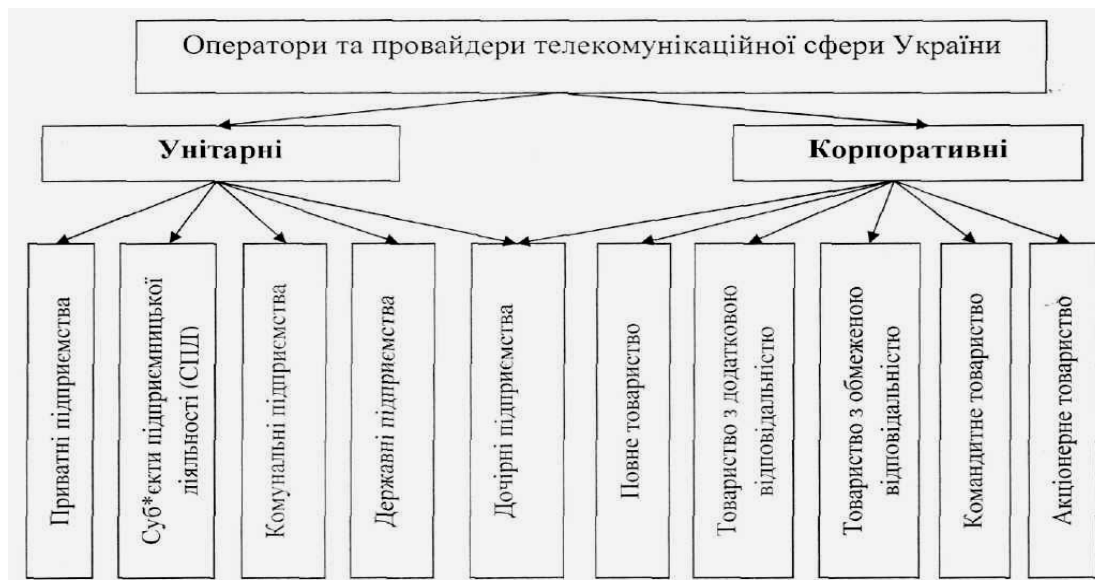 Оператори та провайдери телекомунікаційної сфери України
Унітарні
Корпоративні
Приватні підприємства
Суб*єкти підприємницької
діяльності (СПД)
Комунальні підприємства
Державні підприємства
Дочірні підприємства
Повне товариство
Товариство з додатковою
відповідальністю
Товариство з обмеженою
відповідальністю
Командитне товариство
Акціонерне товариство